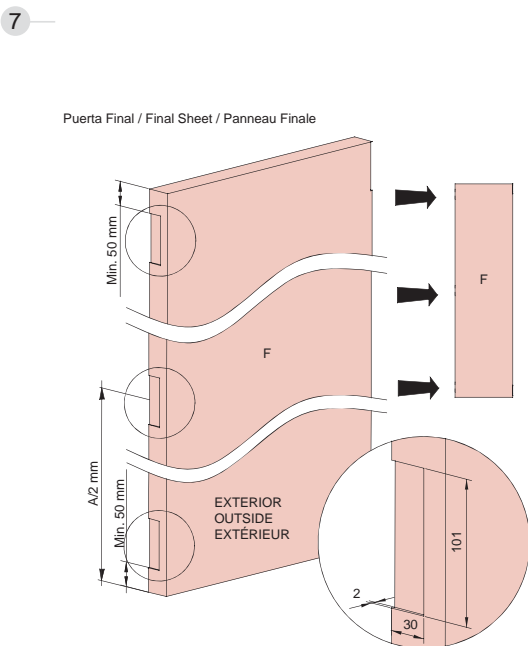 7
Puerta Final / Final Sheet / Panneau Finale
Min. 50 mm
F
F
A/2 mm
Min. 50 mm
EXTERIOR
OUTSIDE
EXTÉRIEUR
101
2
30